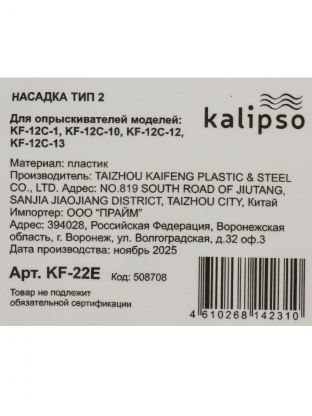 НАСАДКА ТИП 2
kalipso
Для опрыскивателей моделей:
KF-12C-1, KF-12C-10, KF-12C-12,
KF-12C-13
Материал: пластик
Производитель: TAIZHOU KAIFENG PLASTIC & STEEL
CO., LTD. Адрес: NO.819 SOUTH ROAD OF JIUTANG,
SANJIA JIAOJIANG DISTRICT, TAIZHOU CITY, Китай
Импортер: ООО "ПРАЙМ"
Адрес: 394028, Российская Федерация, Воронежская
область, г. Воронеж, ул. Волгоградская, д.32 оф.3
Дата производства: ноябрь 2025
Арт. KF-22E Код: 508708
Товар не подлежит
обязательной сертификации
4 610268 142310